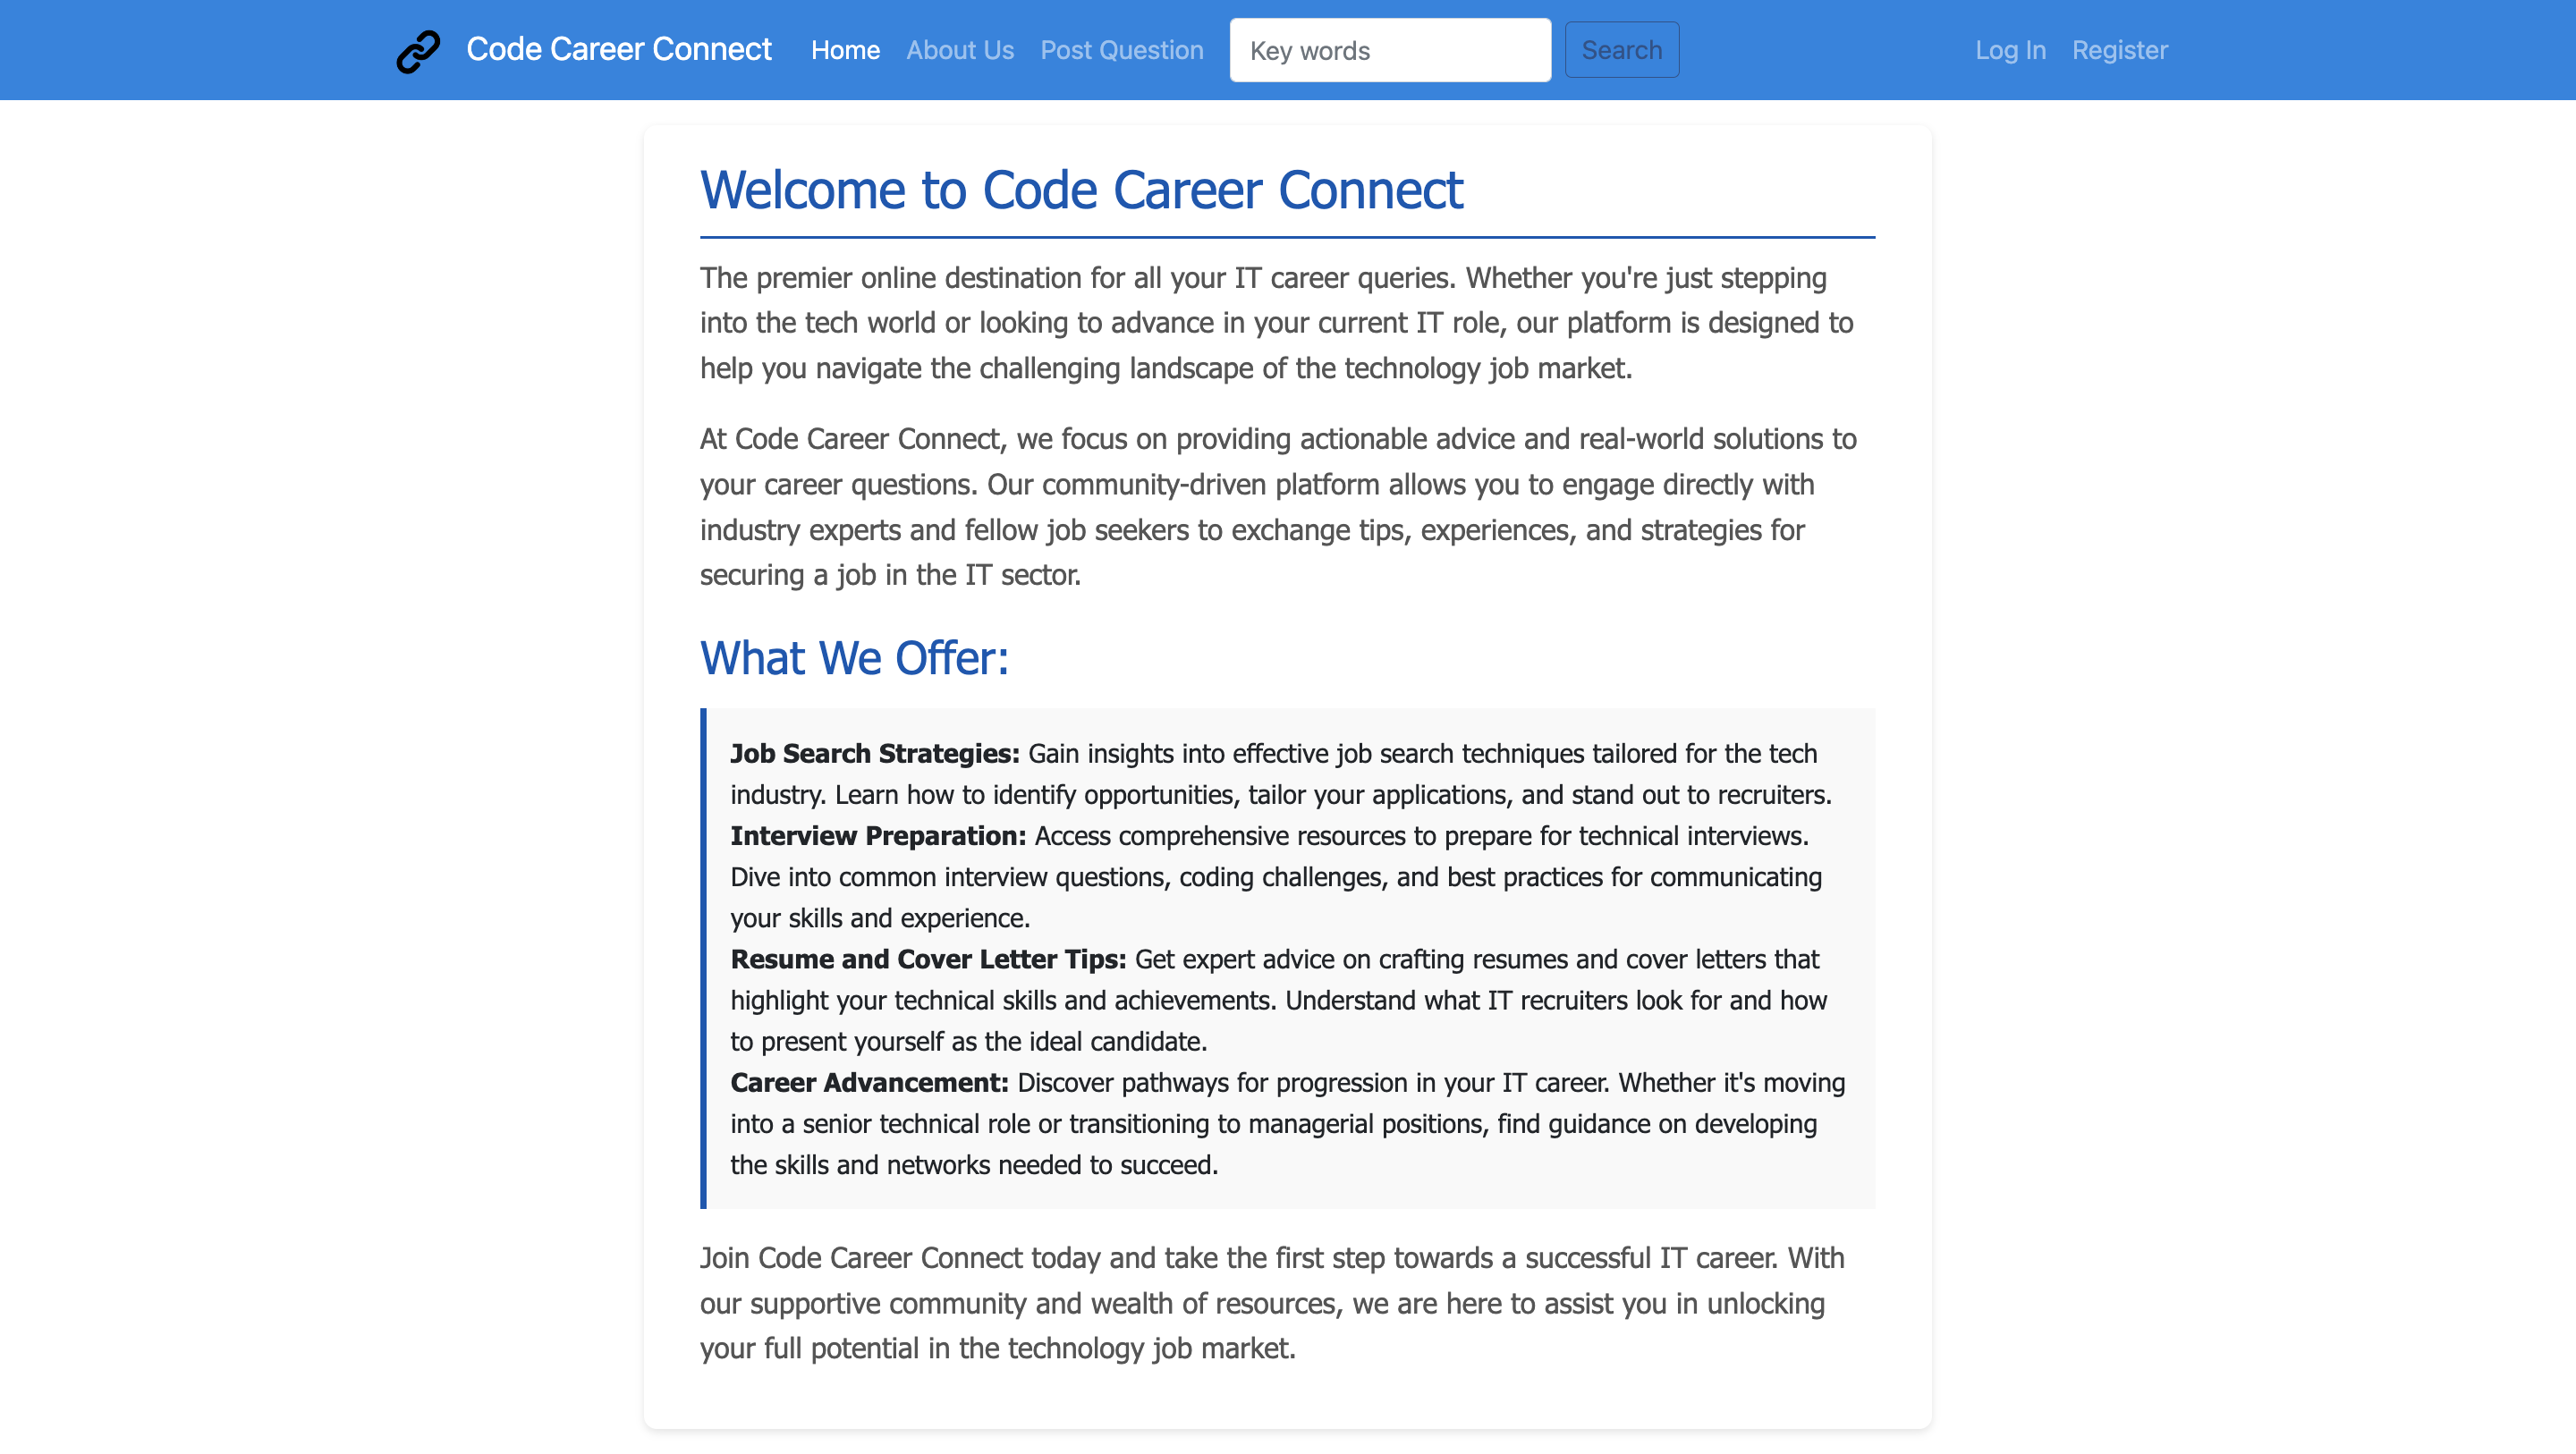 Code Career Connect Home About Us Post Question Key words Search Log In Register
Welcome to Code Career Connect
The premier online destination for all your IT career queries. Whether you're just stepping
into the tech world or looking to advance in your current IT role, our platform is designed to
help you navigate the challenging landscape of the technology job market.
At Code Career Connect, we focus on providing actionable advice and real-world solutions to
your career questions. Our community-driven platform allows you to engage directly with
industry experts and fellow job seekers to exchange tips, experiences, and strategies for
securing a job in the IT sector.
What We Offer:
Job Search Strategies: Gain insights into effective job search techniques tailored for the tech
industry. Learn how to identify opportunities, tailor your applications, and stand out to recruiters.
Interview Preparation: Access comprehensive resources to prepare for technical interviews.
Dive into common interview questions, coding challenges, and best practices for communicating
your skills and experience.
Resume and Cover Letter Tips: Get expert advice on crafting resumes and cover letters that
highlight your technical skills and achievements. Understand what IT recruiters look for and how
to present yourself as the ideal candidate.
Career Advancement: Discover pathways for progression in your IT career. Whether it's moving
into a senior technical role or transitioning to managerial positions, find guidance on developing
the skills and networks needed to succeed.
Join Code Career Connect today and take the first step towards a successful IT career. With
our supportive community and wealth of resources, we are here to assist you in unlocking
your full potential in the technology job market.